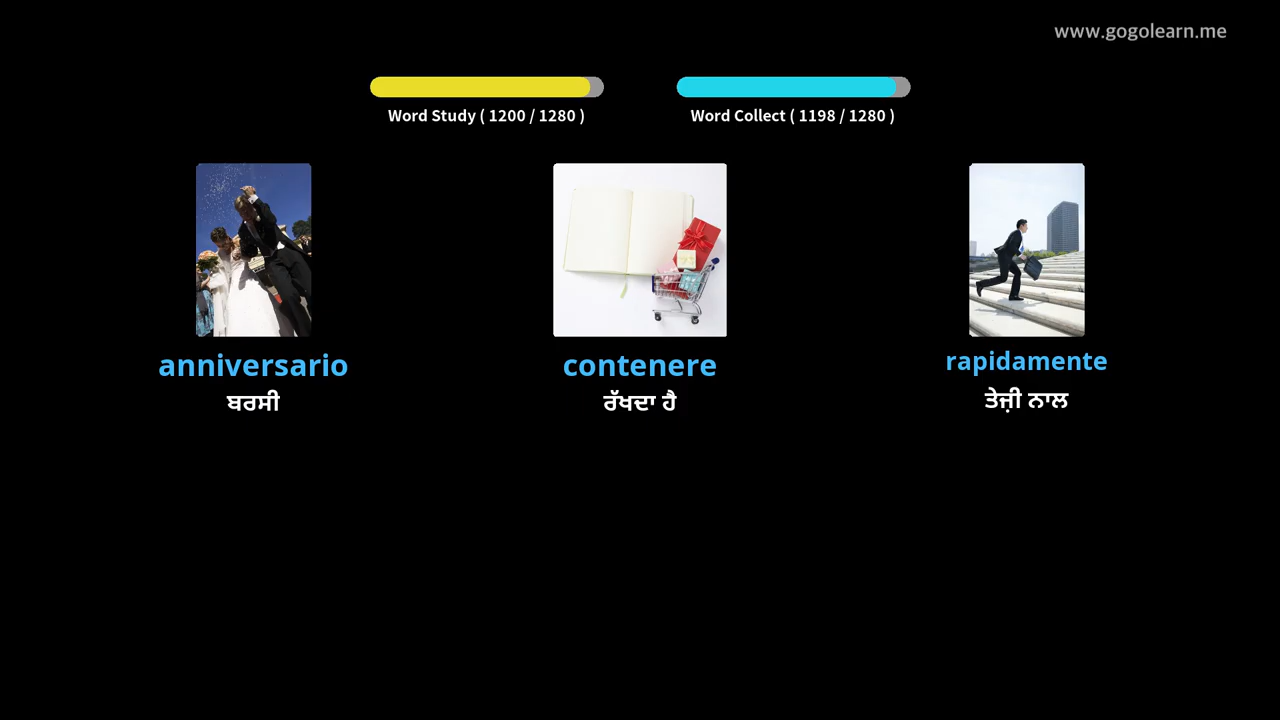 www.gogolearn.me
Word Study ( 1200 / 1280 )
Word Collect ( 1198 / 1280 )
anniversario
contenere
rapidamente
ਬਰਸੀ
ਰੱਖਦਾ ਹੈ
ਤੇਜ਼ੀ ਨਾਲ